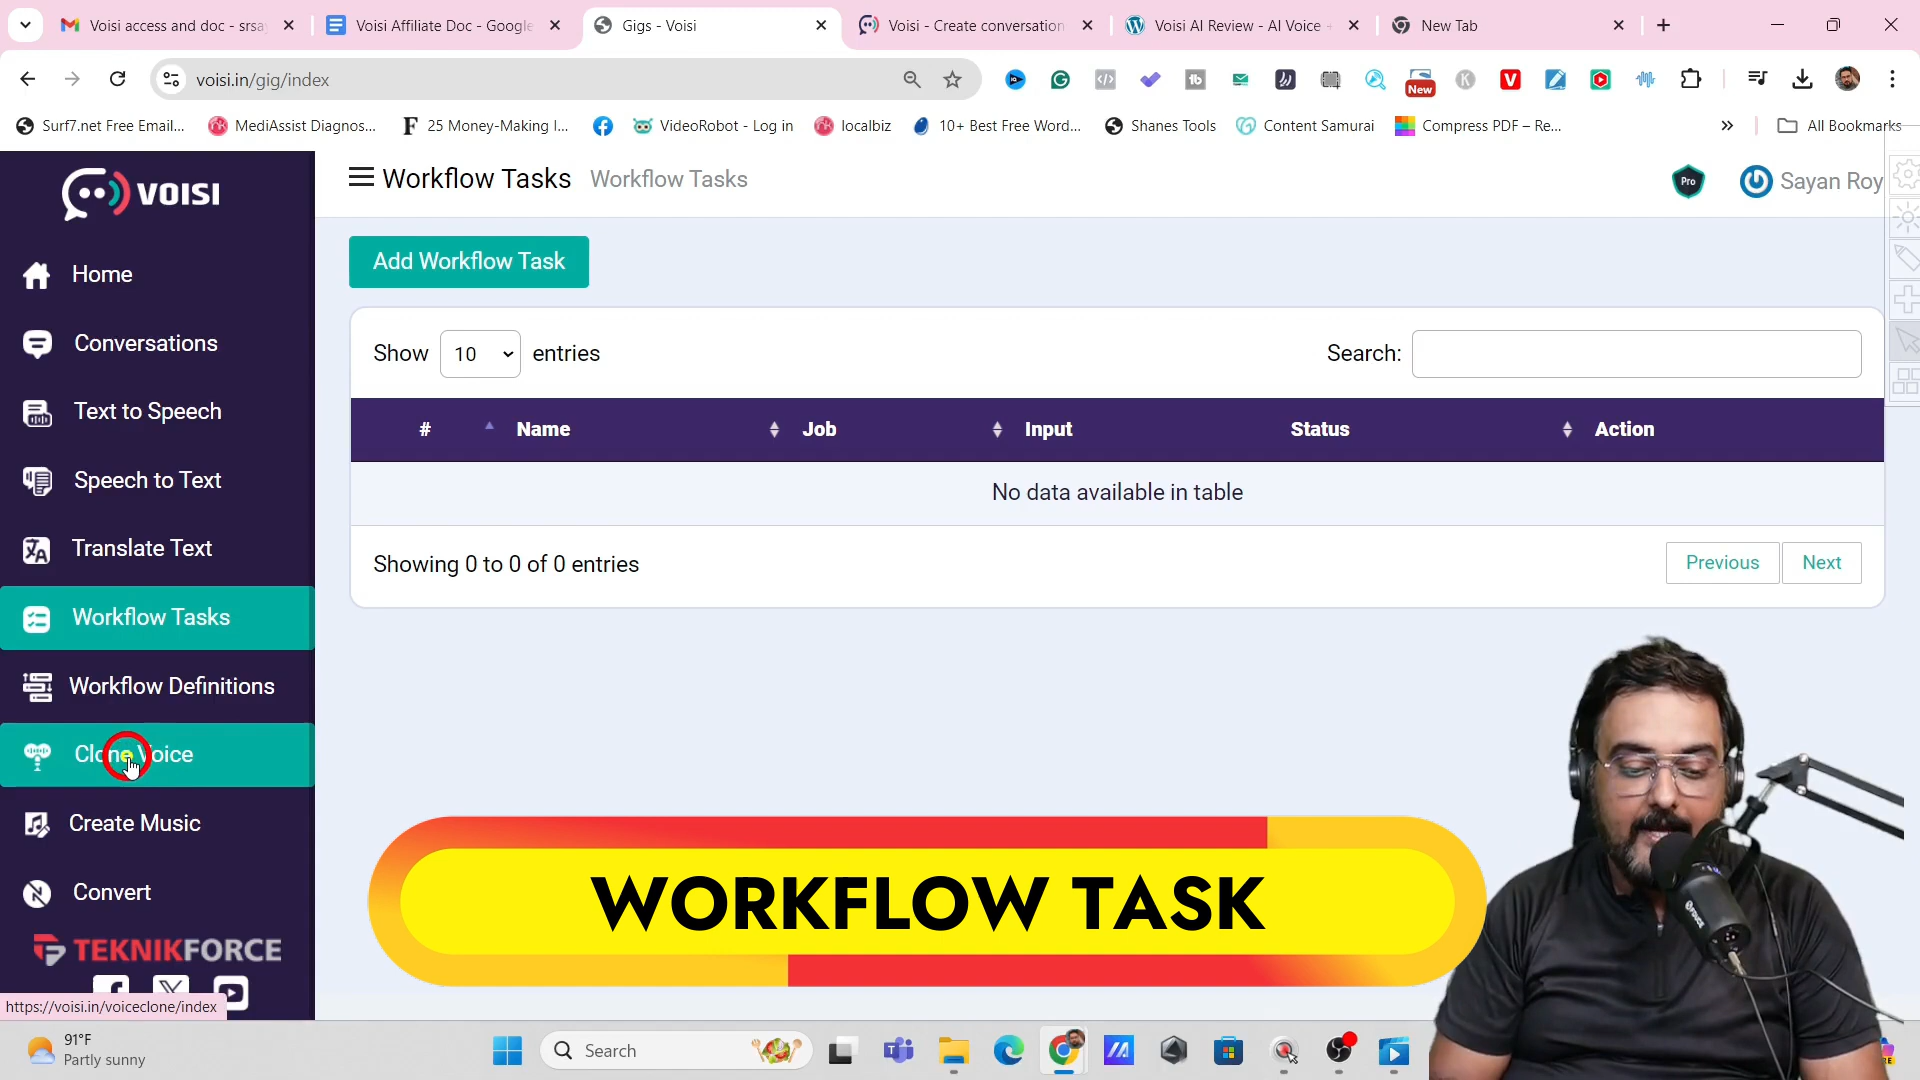 Voisi access and doc - srsa
Voisi Affiliate Doc - Google
Gigs - Voisi
Voisi - Create conversation
Voisi AI Review - AI Voice
New Tab
voisi.in/gig/index
New
Surf7.net Free Email...
MediAssist Diagnos...
25 Money-Making I...
VideoRobot - Log in
localbiz
10+ Best Free Word...
Shanes Tools
Content Samurai
Compress PDF – Re...
All Bookmarks
VOISI
Workflow Tasks Workflow Tasks
Pro
Sayan Roy
Home
Conversations
Text to Speech
Speech to Text
Translate Text
Workflow Tasks
Workflow Definitions
Clone Voice
Create Music
Convert
TEKNIKFORCE
Add Workflow Task
Show 10 entries
Search:
# Name Job Input Status Action
No data available in table
Showing 0 to 0 of 0 entries
Previous Next
WORKFLOW TASK
https://voisi.in/voiceclone/index
91°F
Partly sunny
Search